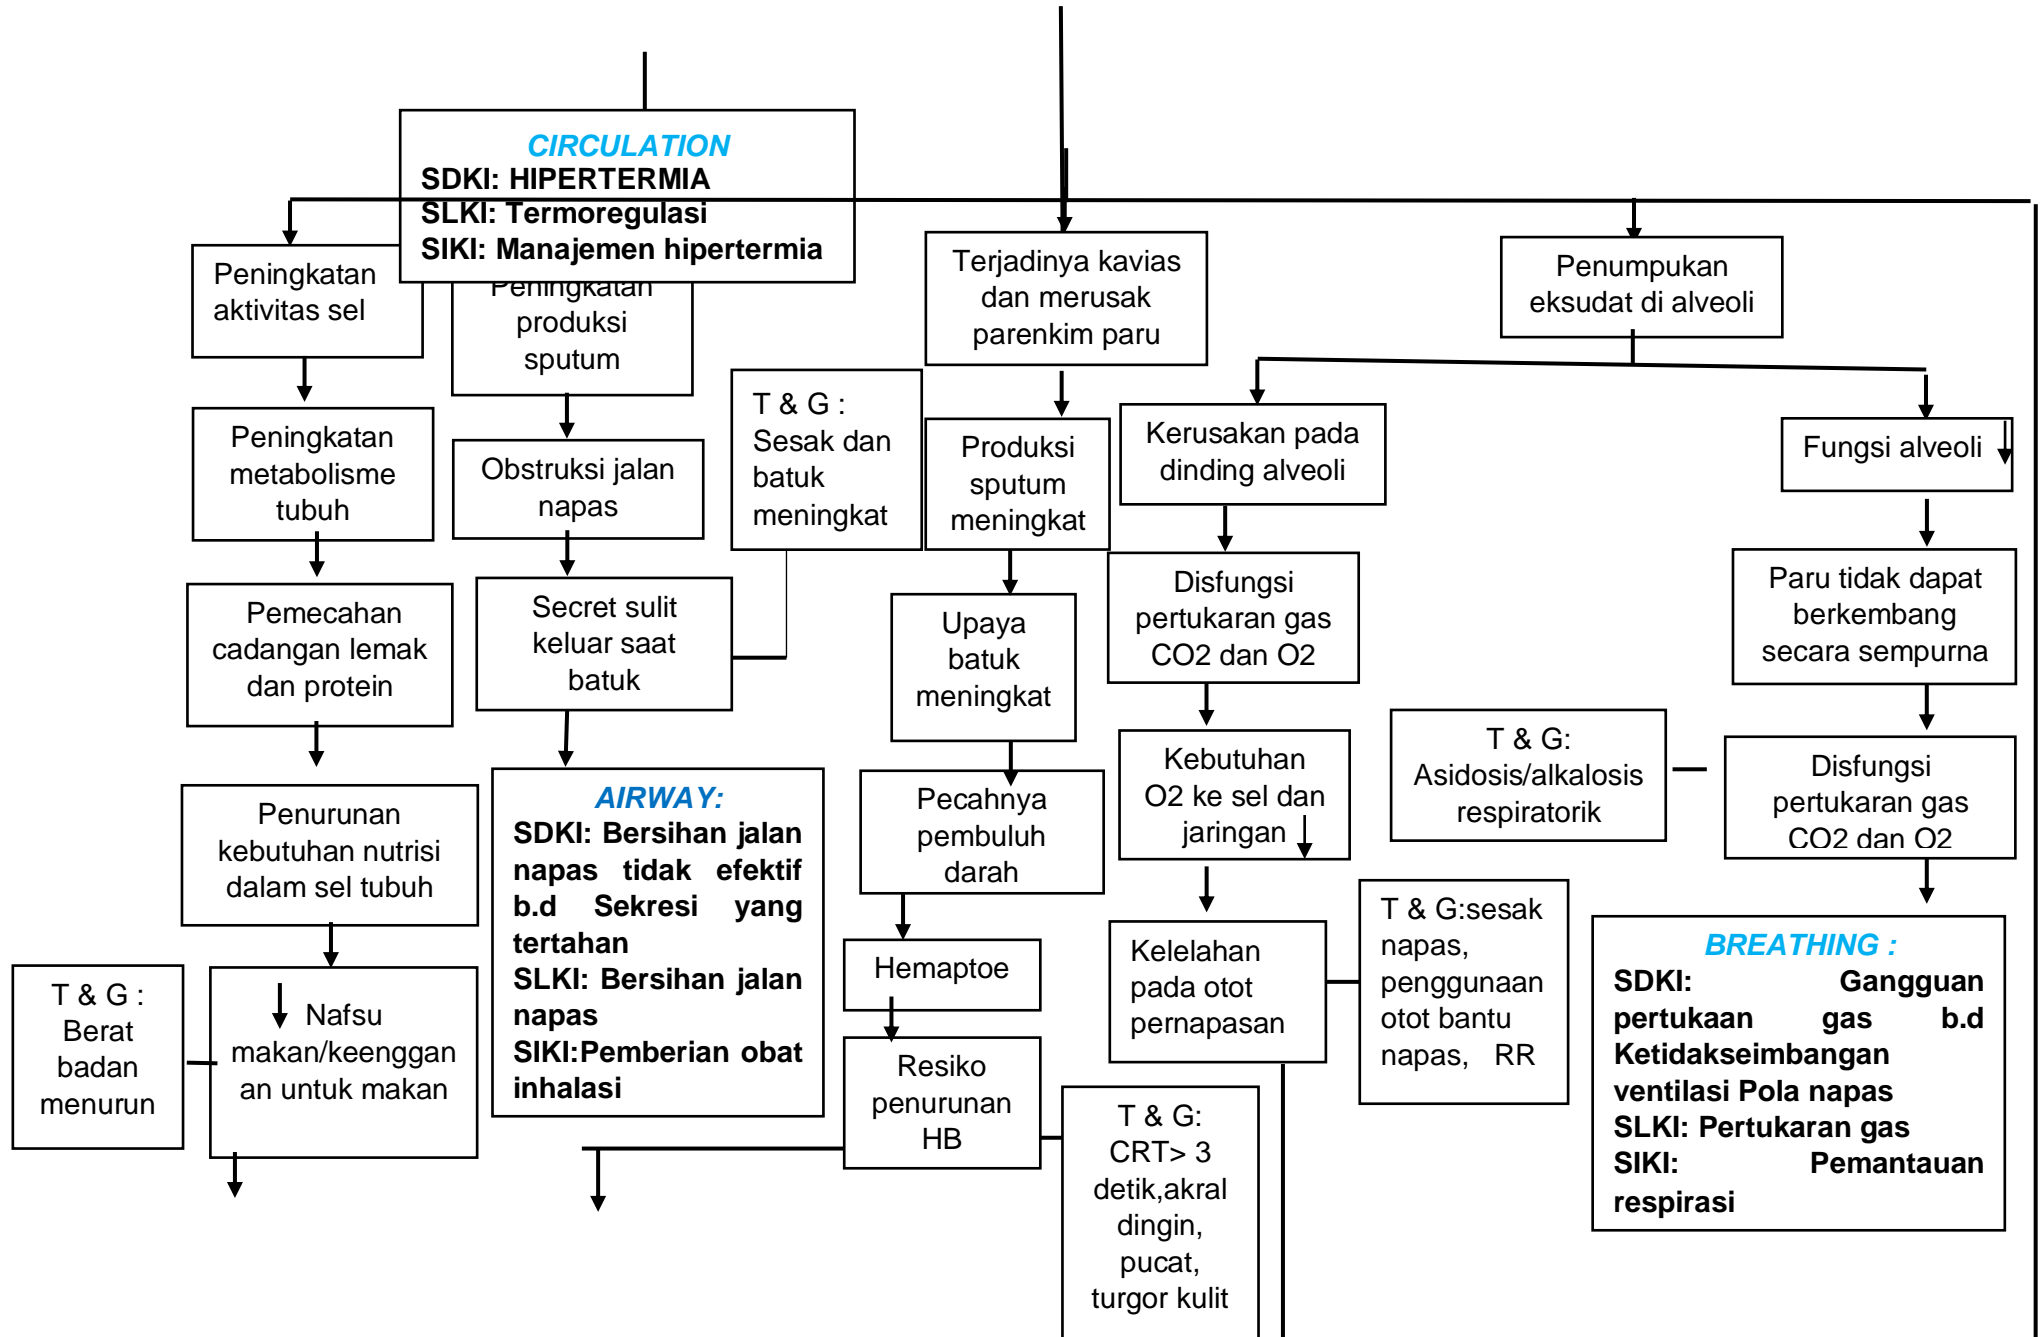 CIRCULATION
SDKI: HIPERTERMIA
SLKI: Termoregulasi
SIKI: Manajemen hipertermia
Peningkatan
aktivitas sel
Peningkatan
produksi
sputum
Terjadinya kavias
dan merusak
parenkim paru
Penumpukan
eksudat di alveoli
Peningkatan
metabolisme
tubuh
Obstruksi jalan
napas
T & G :
Sesak dan
batuk
meningkat
Produksi
sputum
meningkat
Kerusakan pada
dinding alveoli
Fungsi alveoli
Pemecahan
cadangan lemak
dan protein
Secret sulit
keluar saat
batuk
Upaya
batuk
meningkat
Disfungsi
pertukaran gas
CO2 dan O2
Paru tidak dapat
berkembang
secara sempurna
Penurunan
kebutuhan nutrisi
dalam sel tubuh
AIRWAY:
SDKI: Bersihan jalan
napas tidak efektif
b.d Sekresi yang
tertahan
SLKI: Bersihan jalan
napas
SIKI:Pemberian obat
inhalasi
Pecahnya
pembuluh
darah
Kebutuhan
O2 ke sel dan
jaringan
T & G:
Asidosis/alkalosis
respiratorik
Disfungsi
pertukaran gas
CO2 dan O2
T & G :
Berat
badan
menurun
Nafsu
makan/keenggan
an untuk makan
Hemaptoe
Kelelahan
pada otot
pernapasan
T & G:sesak
napas,
penggunaan
otot bantu
napas, RR
BREATHING :
SDKI: Gangguan
pertukaan gas b.d
Ketidakseimbangan
ventilasi Pola napas
SLKI: Pertukaran gas
SIKI: Pemantauan
respirasi
Resiko
penurunan
HB
T & G:
CRT> 3
detik,akral
dingin,
pucat,
turgor kulit